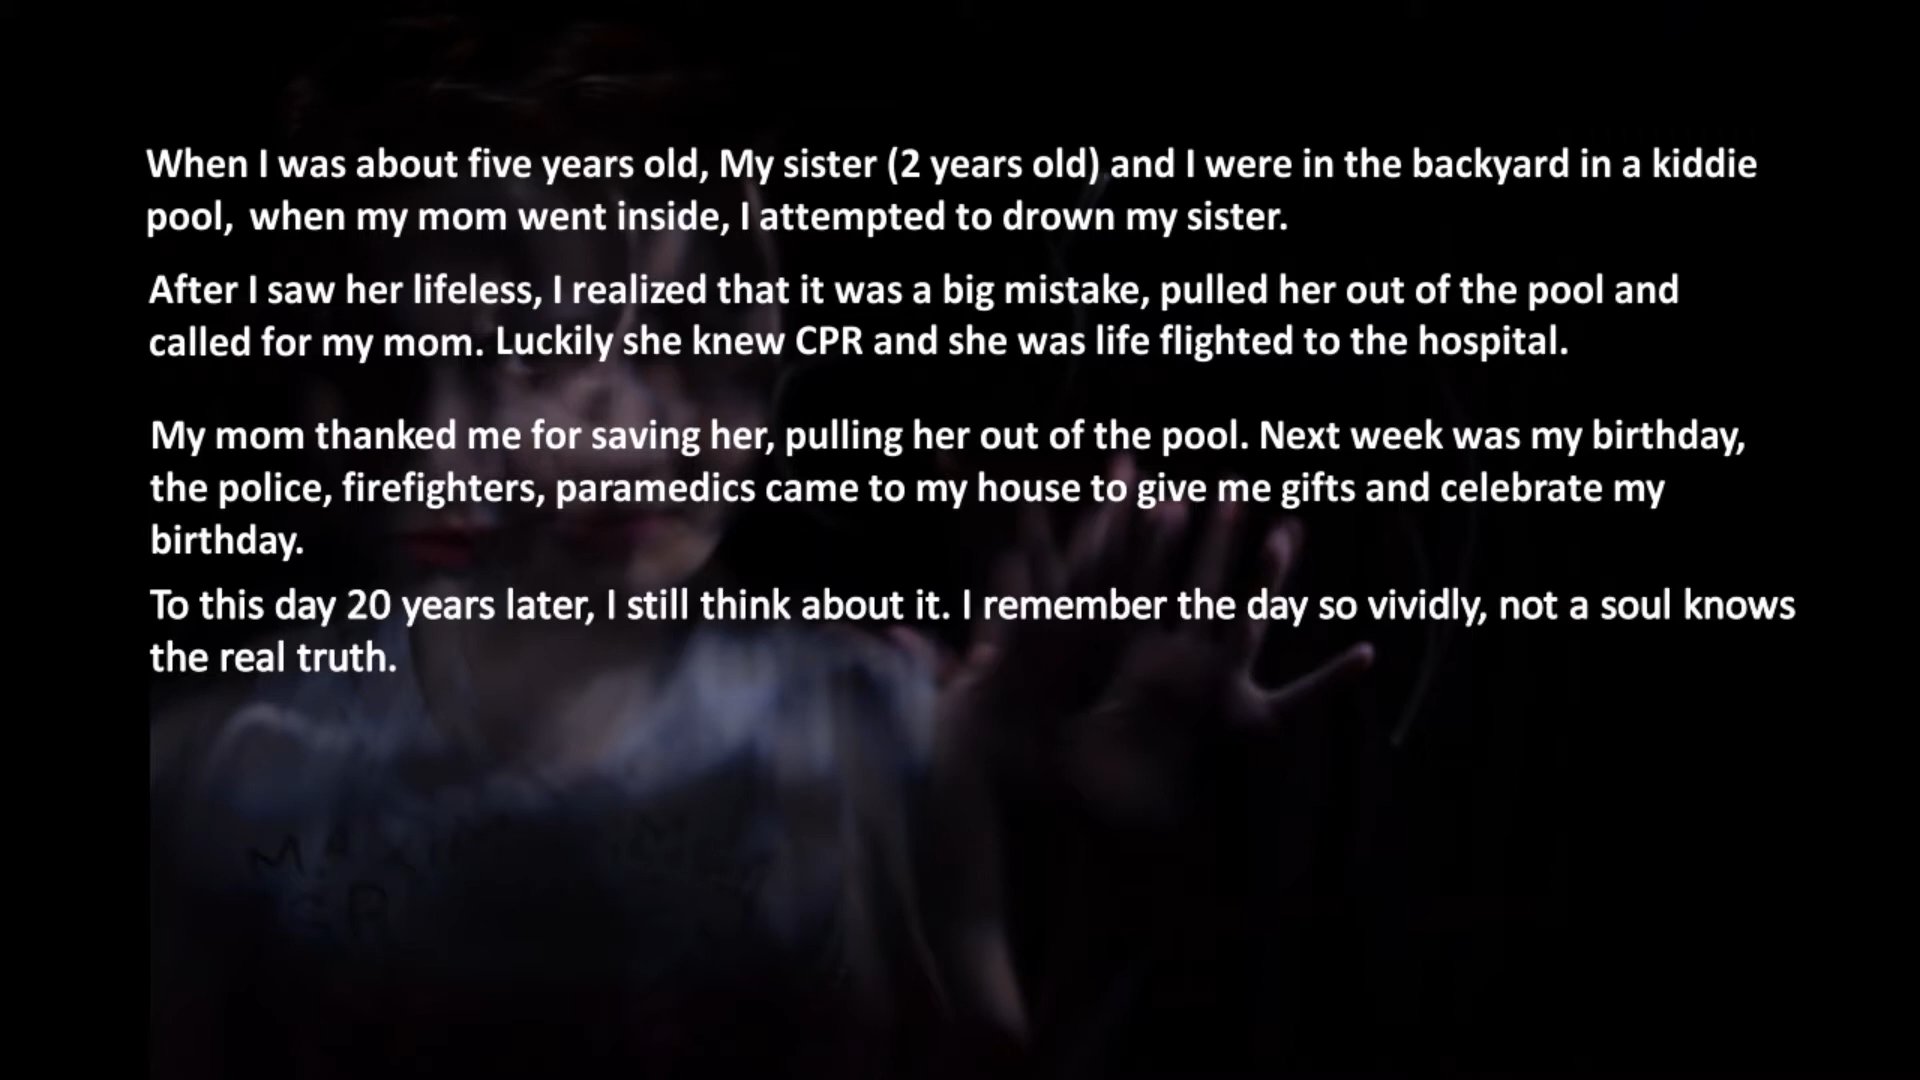 When I was about five years old, My sister (2 years old) and I were in the backyard in a kiddie
pool, when my mom went inside, I attempted to drown my sister.
After I saw her lifeless, I realized that it was a big mistake, pulled her out of the pool and
called for my mom. Luckily she knew CPR and she was life flighted to the hospital.
My mom thanked me for saving her, pulling her out of the pool. Next week was my birthday,
the police, firefighters, paramedics came to my house to give me gifts and celebrate my
birthday.
To this day 20 years later, I still think about it. I remember the day so vividly, not a soul knows
the real truth.